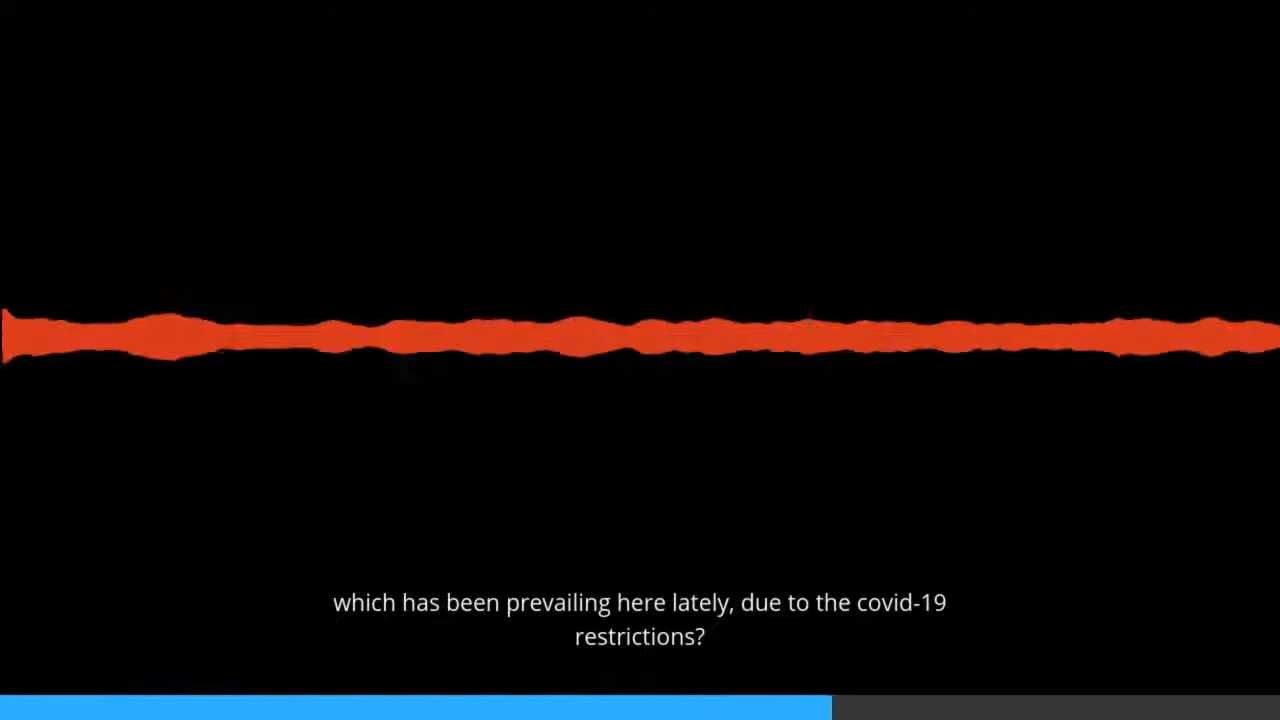 which has been prevailing here lately, due to the covid-19
restrictions?